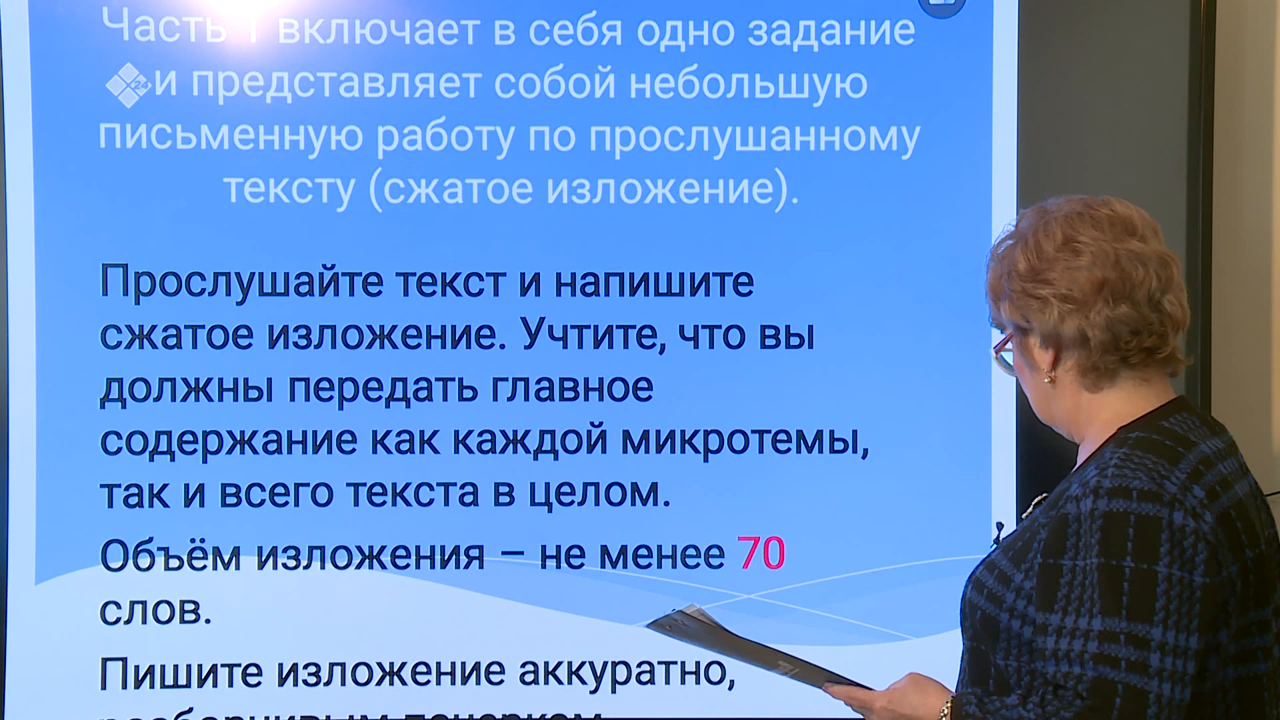 Часть 1 включает в себя одно задание
и представляет собой небольшую
письменную работу по прослушанному
тексту (сжатое изложение).
Прослушайте текст и напишите
сжатое изложение. Учтите, что вы
должны передать главное
содержание как каждой микротемы,
так и всего текста в целом.
Объём изложения – не менее 70
слов.
Пишите изложение аккуратно,
разборчивым почерком